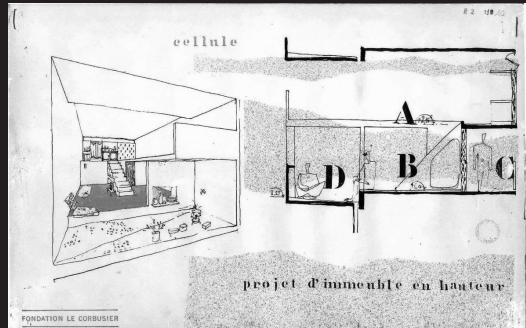 cellule
A
D B C
projet d'immeuble en hauteur
FONDATION LE CORBUSIER